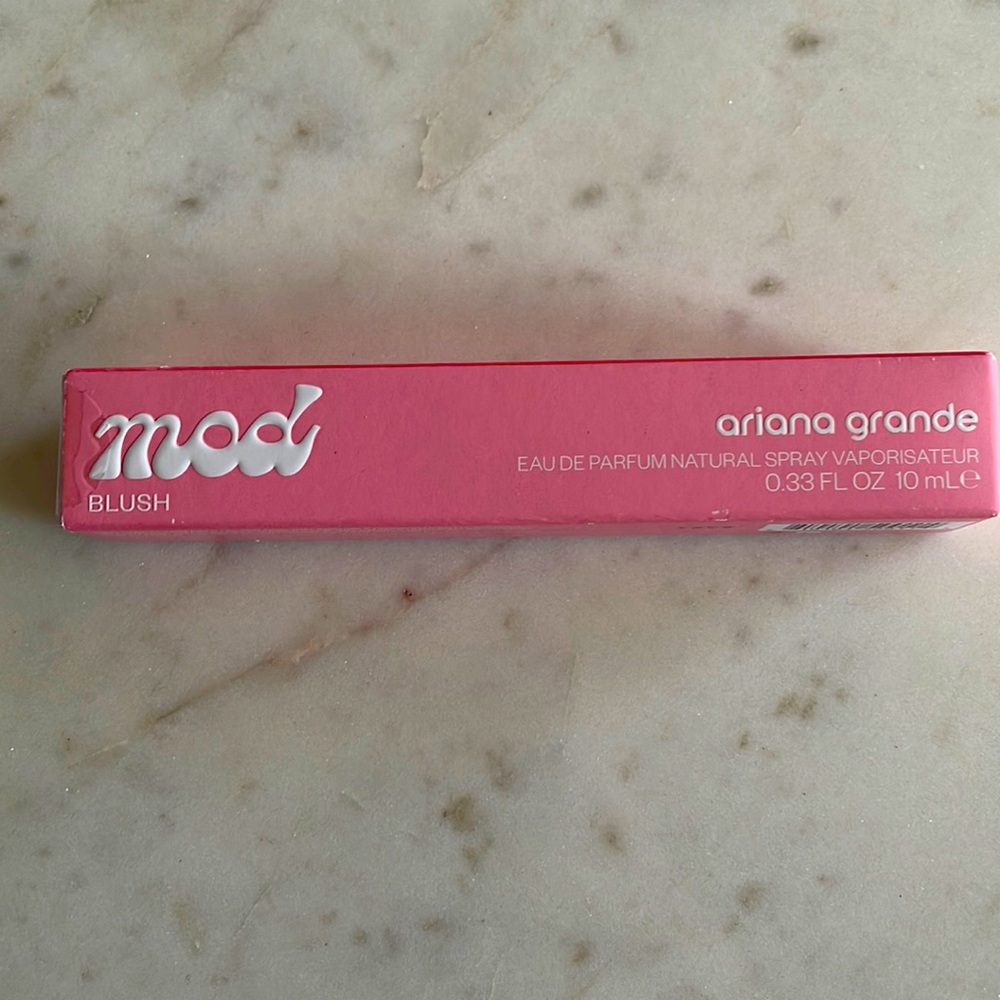 mod
BLUSH
ariana grande
EAU DE PARFUM NATURAL SPRAY VAPORISATEUR
0.33 FL OZ 10 mL℮